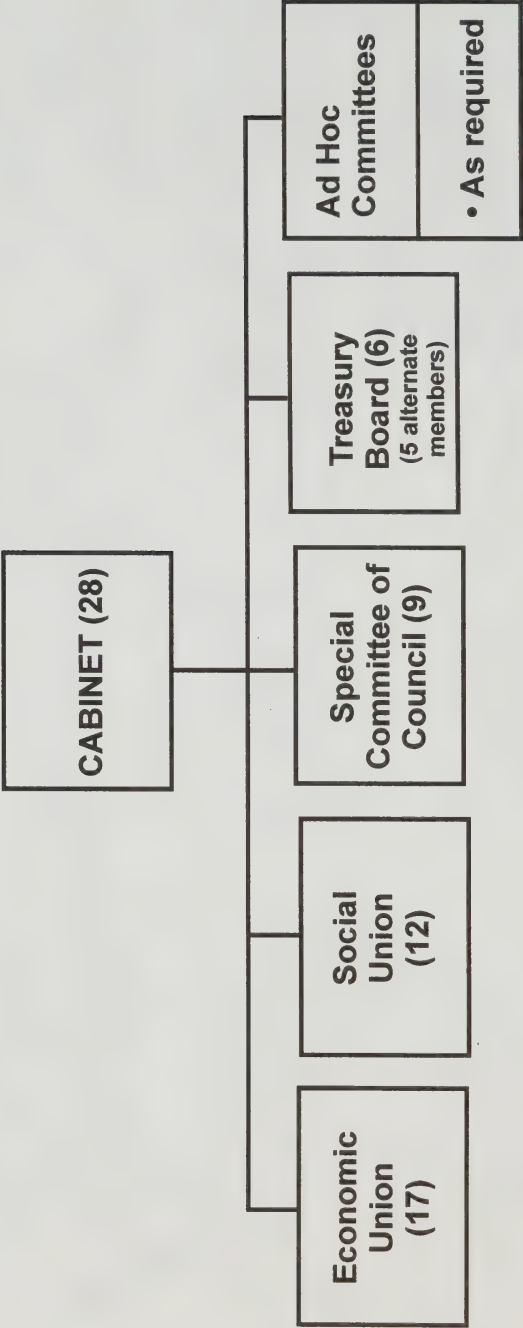 CABINET (28)
Economic
Union
(17)
Social
Union
(12)
Special
Committee of
Council (9)
Treasury
Board (6)
(5 alternate
members)
Ad Hoc
Committees
• As required